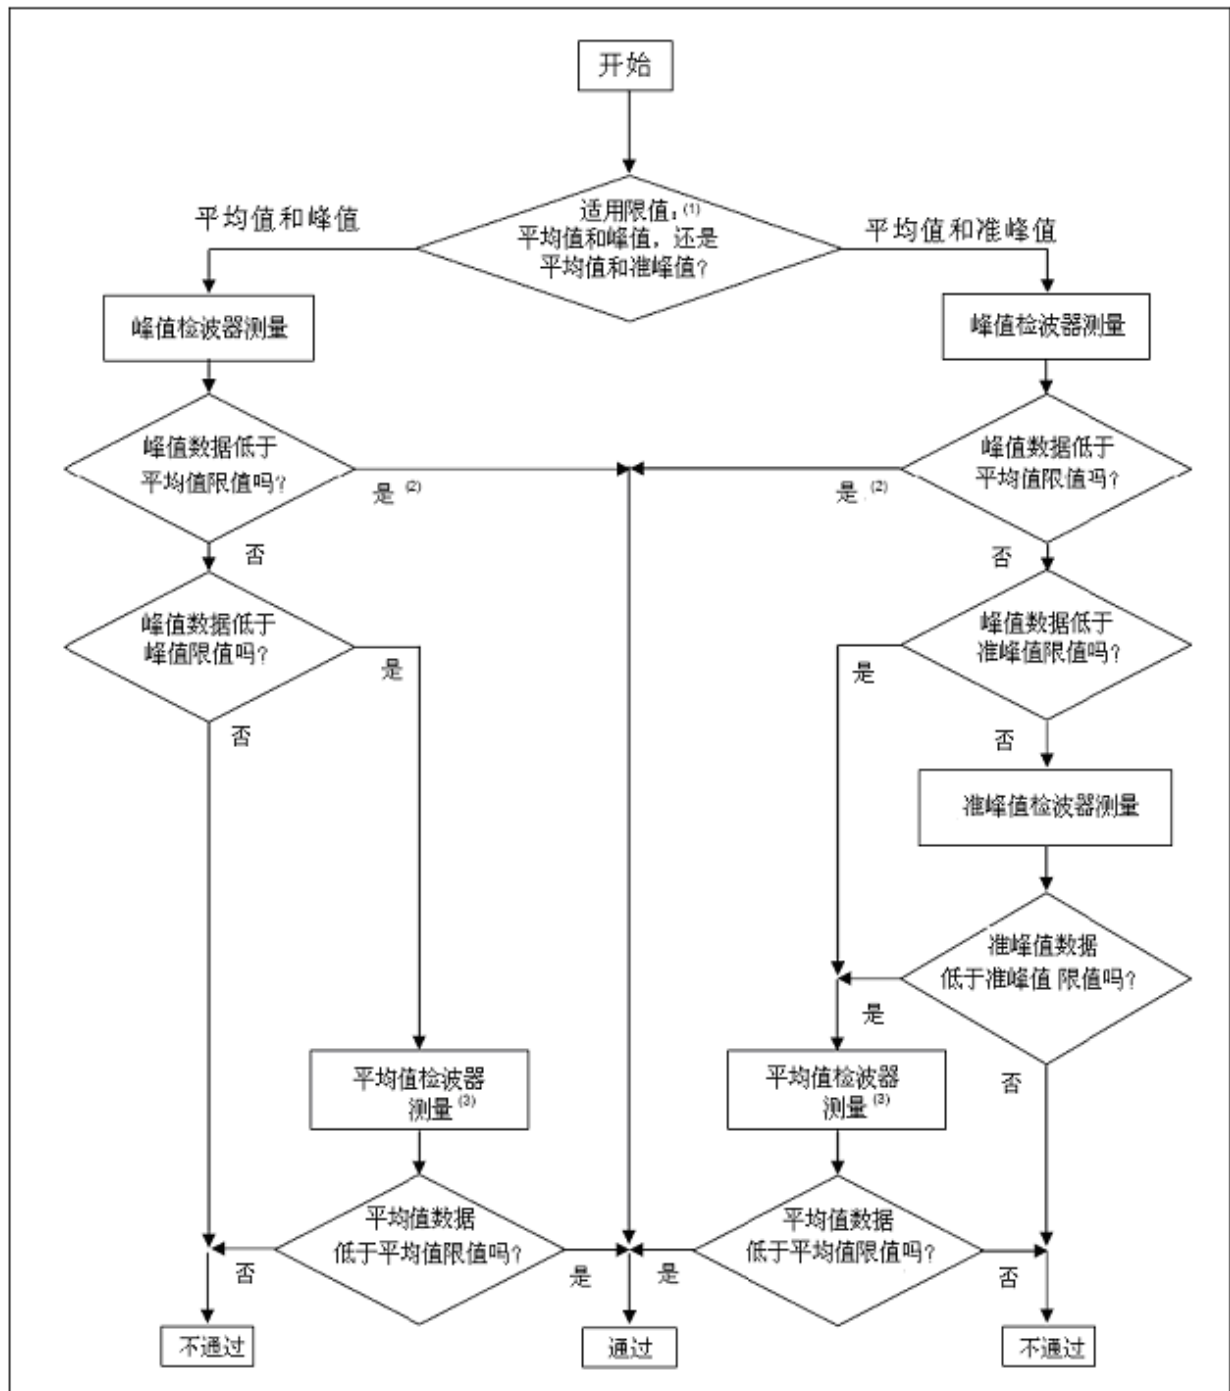 开始
适用限值：(1)
平均值和峰值，还是
平均值和准峰值？
平均值和峰值
平均值和准峰值
峰值检波器测量
峰值检波器测量
峰值数据低于
平均值限值吗？
是 (2)
否
峰值数据低于
平均值限值吗？
是 (2)
否
峰值数据低于
峰值限值吗？
是
否
峰值数据低于
准峰值限值吗？
是
否
准峰值检波器测量
准峰值数据
低于准峰值 限值吗？
是
否
平均值检波器
测量 (3)
平均值检波器
测量 (3)
平均值数据
低于平均值限值吗？
否
是
平均值数据
低于平均值限值吗？
是
否
不通过
通过
不通过